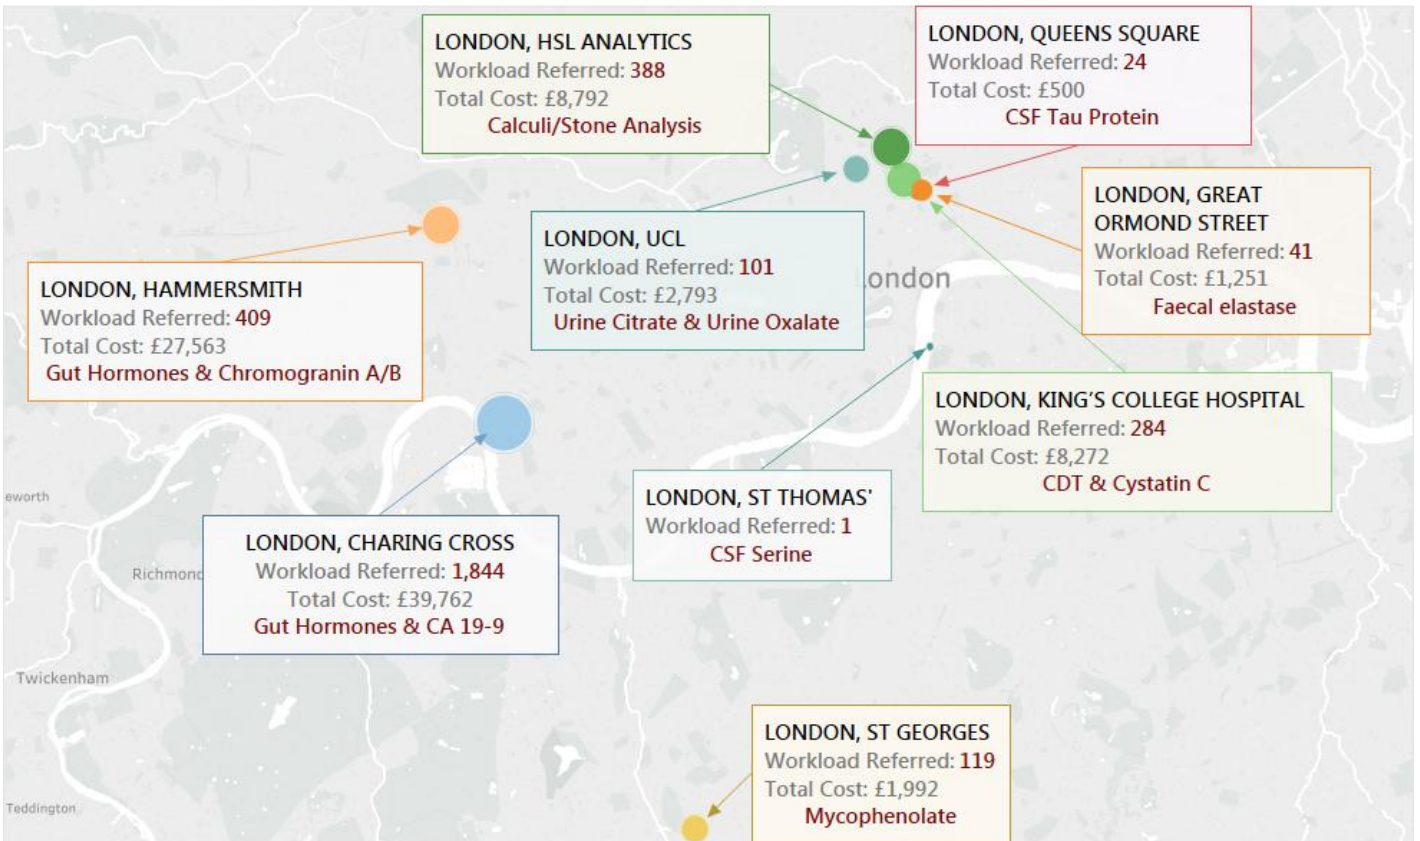 LONDON, HSL ANALYTICS
Workload Referred: 388
Total Cost: £8,792
Calculi/Stone Analysis
LONDON, QUEENS SQUARE
Workload Referred: 24
Total Cost: £500
CSF Tau Protein
LONDON, GREAT
ORMOND STREET
Workload Referred: 41
Total Cost: £1,251
Faecal elastase
LONDON, UCL
Workload Referred: 101
Total Cost: £2,793
Urine Citrate & Urine Oxalate
London
LONDON, HAMMERSMITH
Workload Referred: 409
Total Cost: £27,563
Gut Hormones & Chromogranin A/B
LONDON, KING'S COLLEGE HOSPITAL
Workload Referred: 284
Total Cost: £8,272
CDT & Cystatin C
LONDON, ST THOMAS'
Workload Referred: 1
CSF Serine
eworth
LONDON, CHARING CROSS
Workload Referred: 1,844
Total Cost: £39,762
Gut Hormones & CA 19-9
Richmond
Twickenham
LONDON, ST GEORGES
Workload Referred: 119
Total Cost: £1,992
Mycophenolate
Teddington